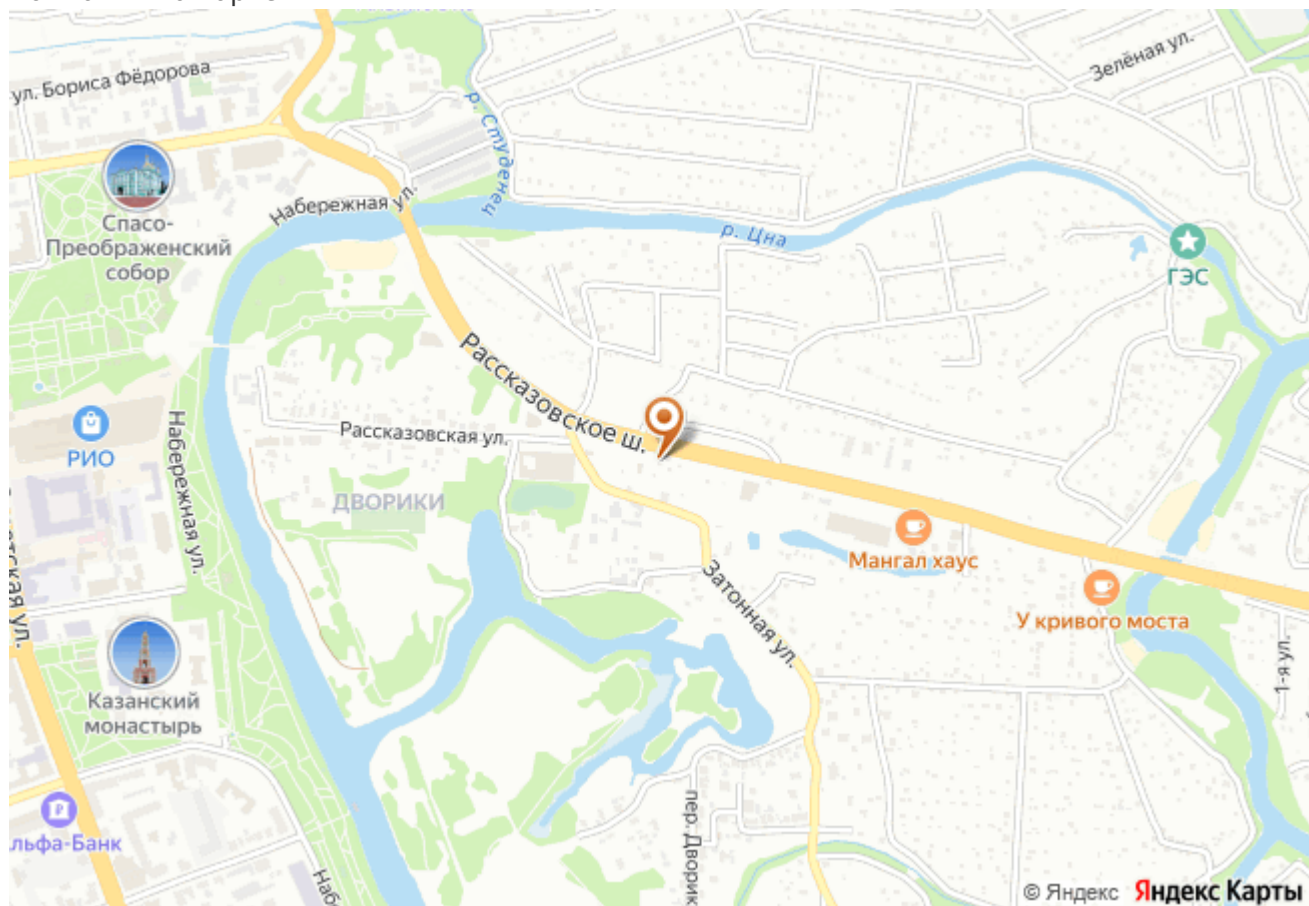 ул. Бориса Фёдорова
Зелёная ул.
р. Студенец
Спасо-
Преображенский
собор
Набережная ул.
р. Цна
ГЭС
Рассказовское ш.
РИО
Набережная ул.
Рассказовская ул.
ДВОРИКИ
Мангал хаус
У кривого моста
Затонная ул.
1-я ул.
Казанский
монастырь
льфа-Банк
пер. Дворик
Наб
© Яндекс Яндекс Карты